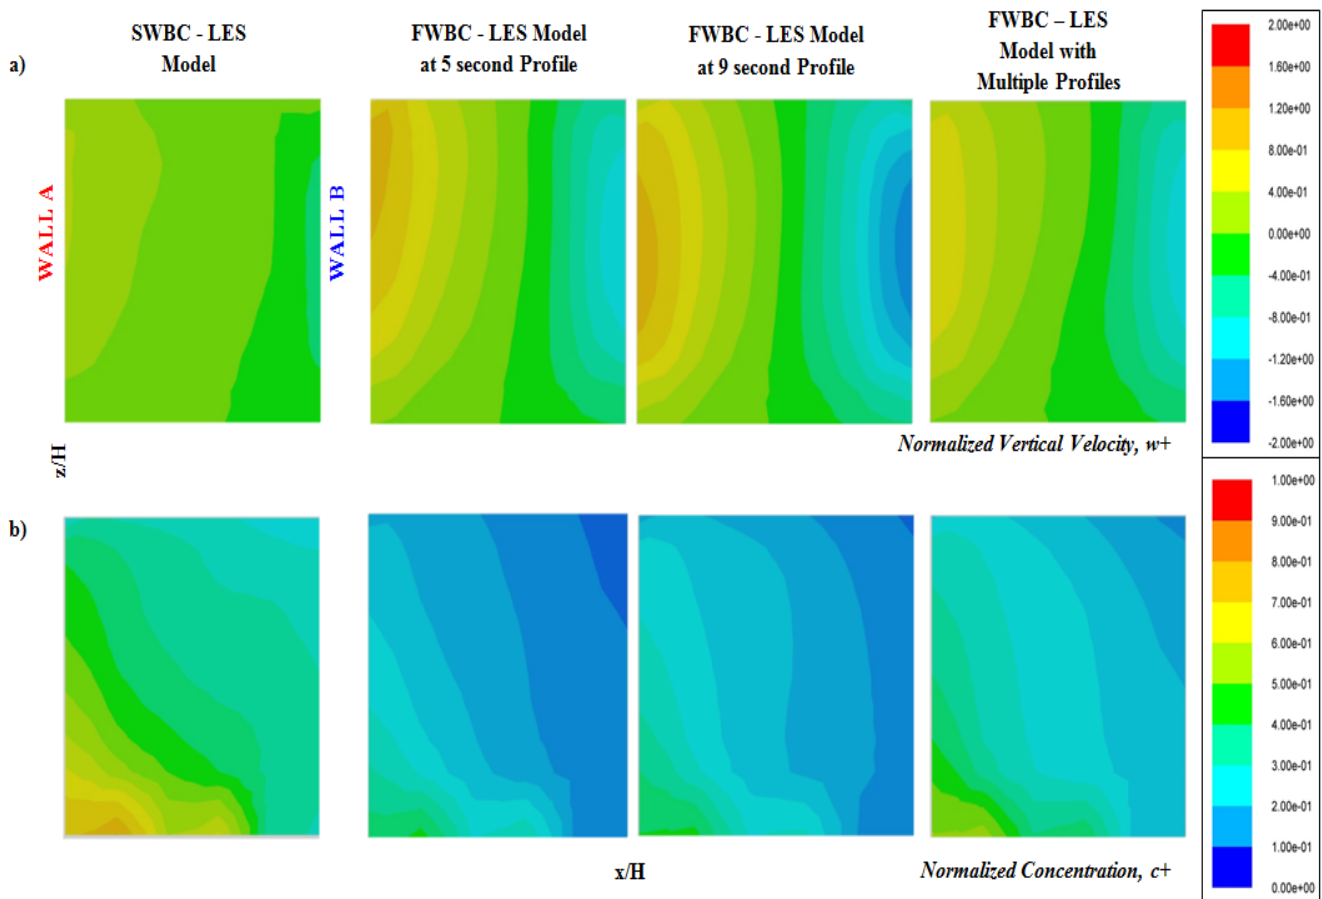 a)
SWBC - LES
Model
FWBC - LES Model
at 5 second Profile
FWBC - LES Model
at 9 second Profile
FWBC – LES
Model with
Multiple Profiles
WALL A
WALL B
2.00e+00
1.60e+00
1.20e+00
8.00e-01
4.00e-01
0.00e+00
-4.00e-01
-8.00e-01
-1.20e+00
-1.60e+00
-2.00e+00
Normalized Vertical Velocity, w+
z/H
b)
1.00e+00
9.00e-01
8.00e-01
7.00e-01
6.00e-01
5.00e-01
4.00e-01
3.00e-01
2.00e-01
1.00e-01
0.00e+00
x/H
Normalized Concentration, c+